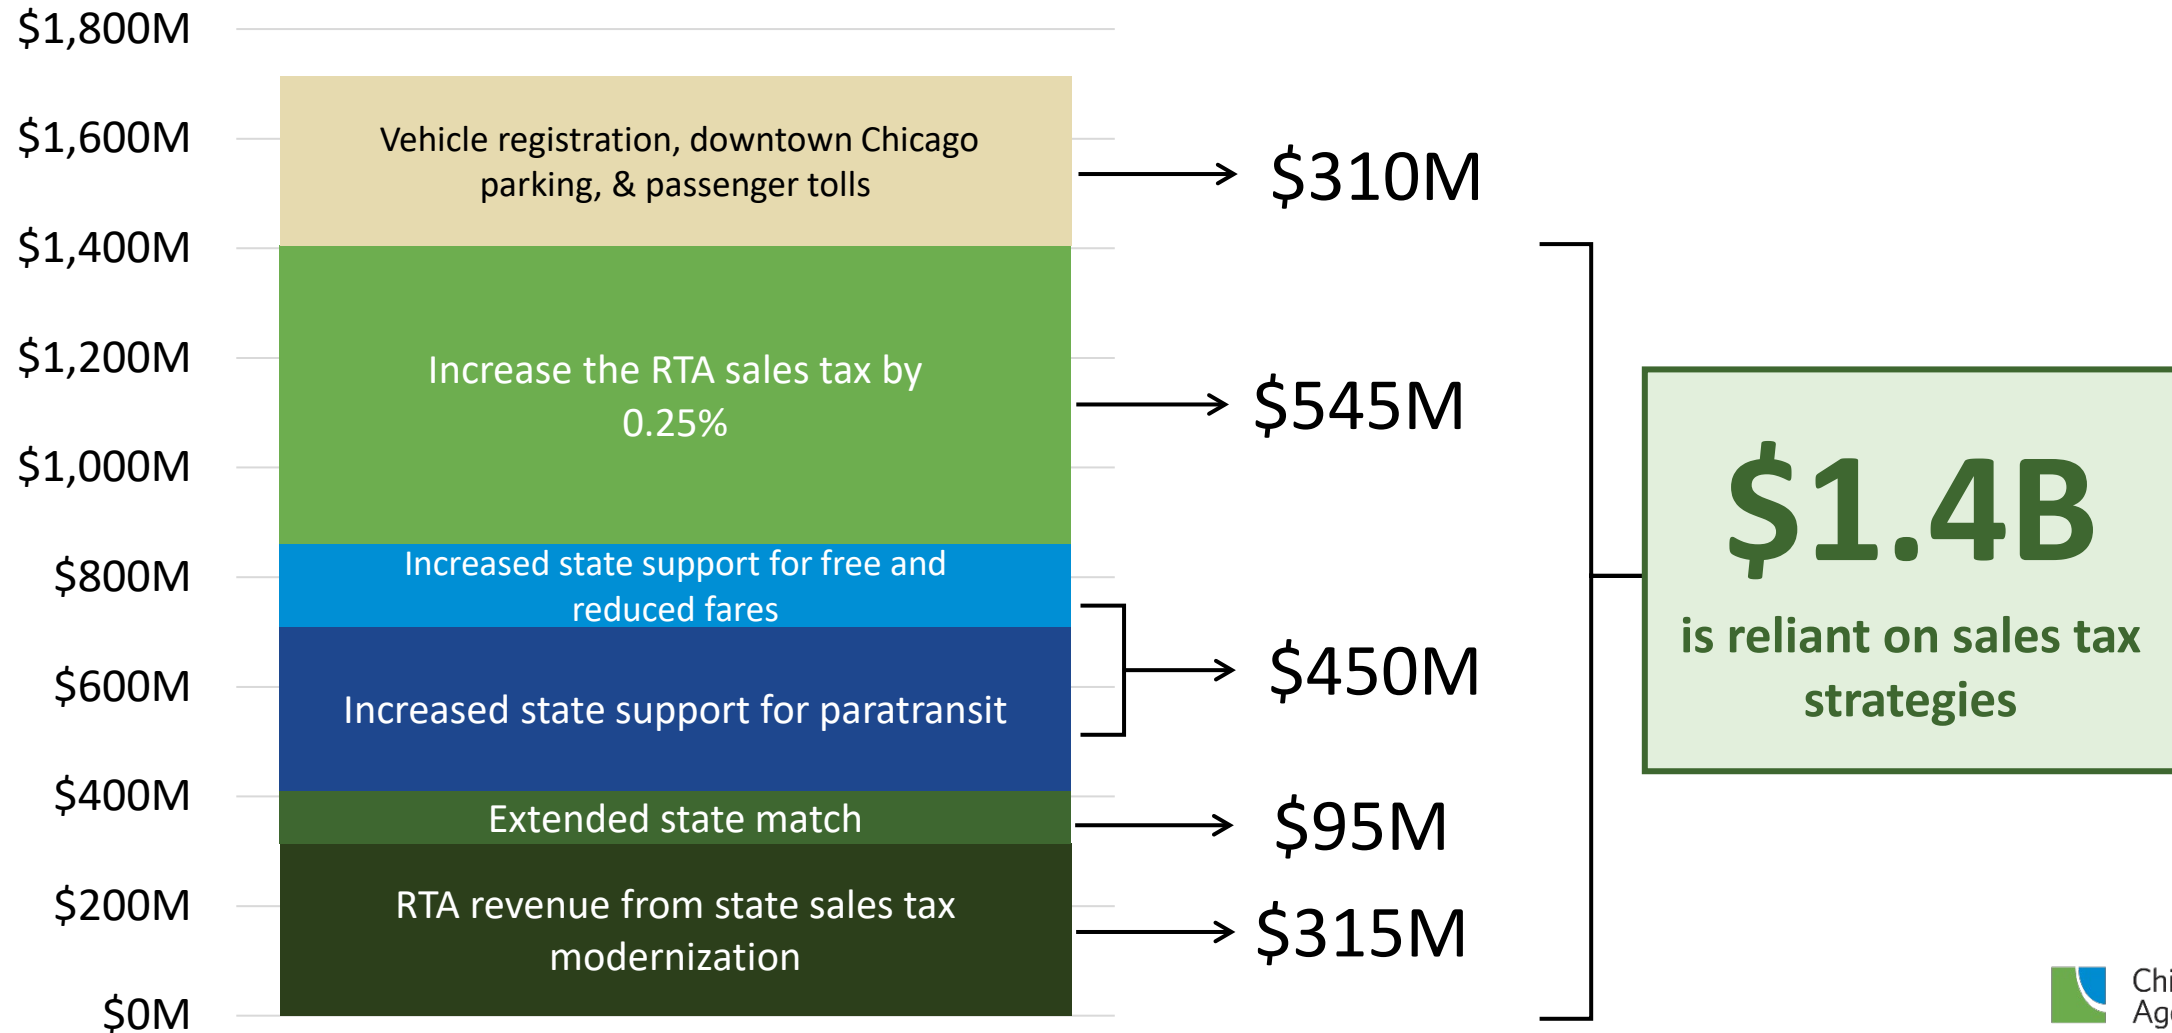 $1,800M
$1,600M
$1,400M
$1,200M
$1,000M
$800M
$600M
$400M
$200M
$0M
Vehicle registration, downtown Chicago
parking, & passenger tolls
Increase the RTA sales tax by
0.25%
Increased state support for free and
reduced fares
Increased state support for paratransit
Extended state match
RTA revenue from state sales tax
modernization
$310M
$545M
$450M
$95M
$315M
$1.4B
is reliant on sales tax
strategies
Chi
Age